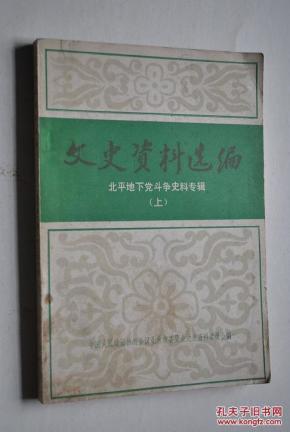 文史资料选编
北平地下党斗争史料专辑
（上）
孔夫子旧书网